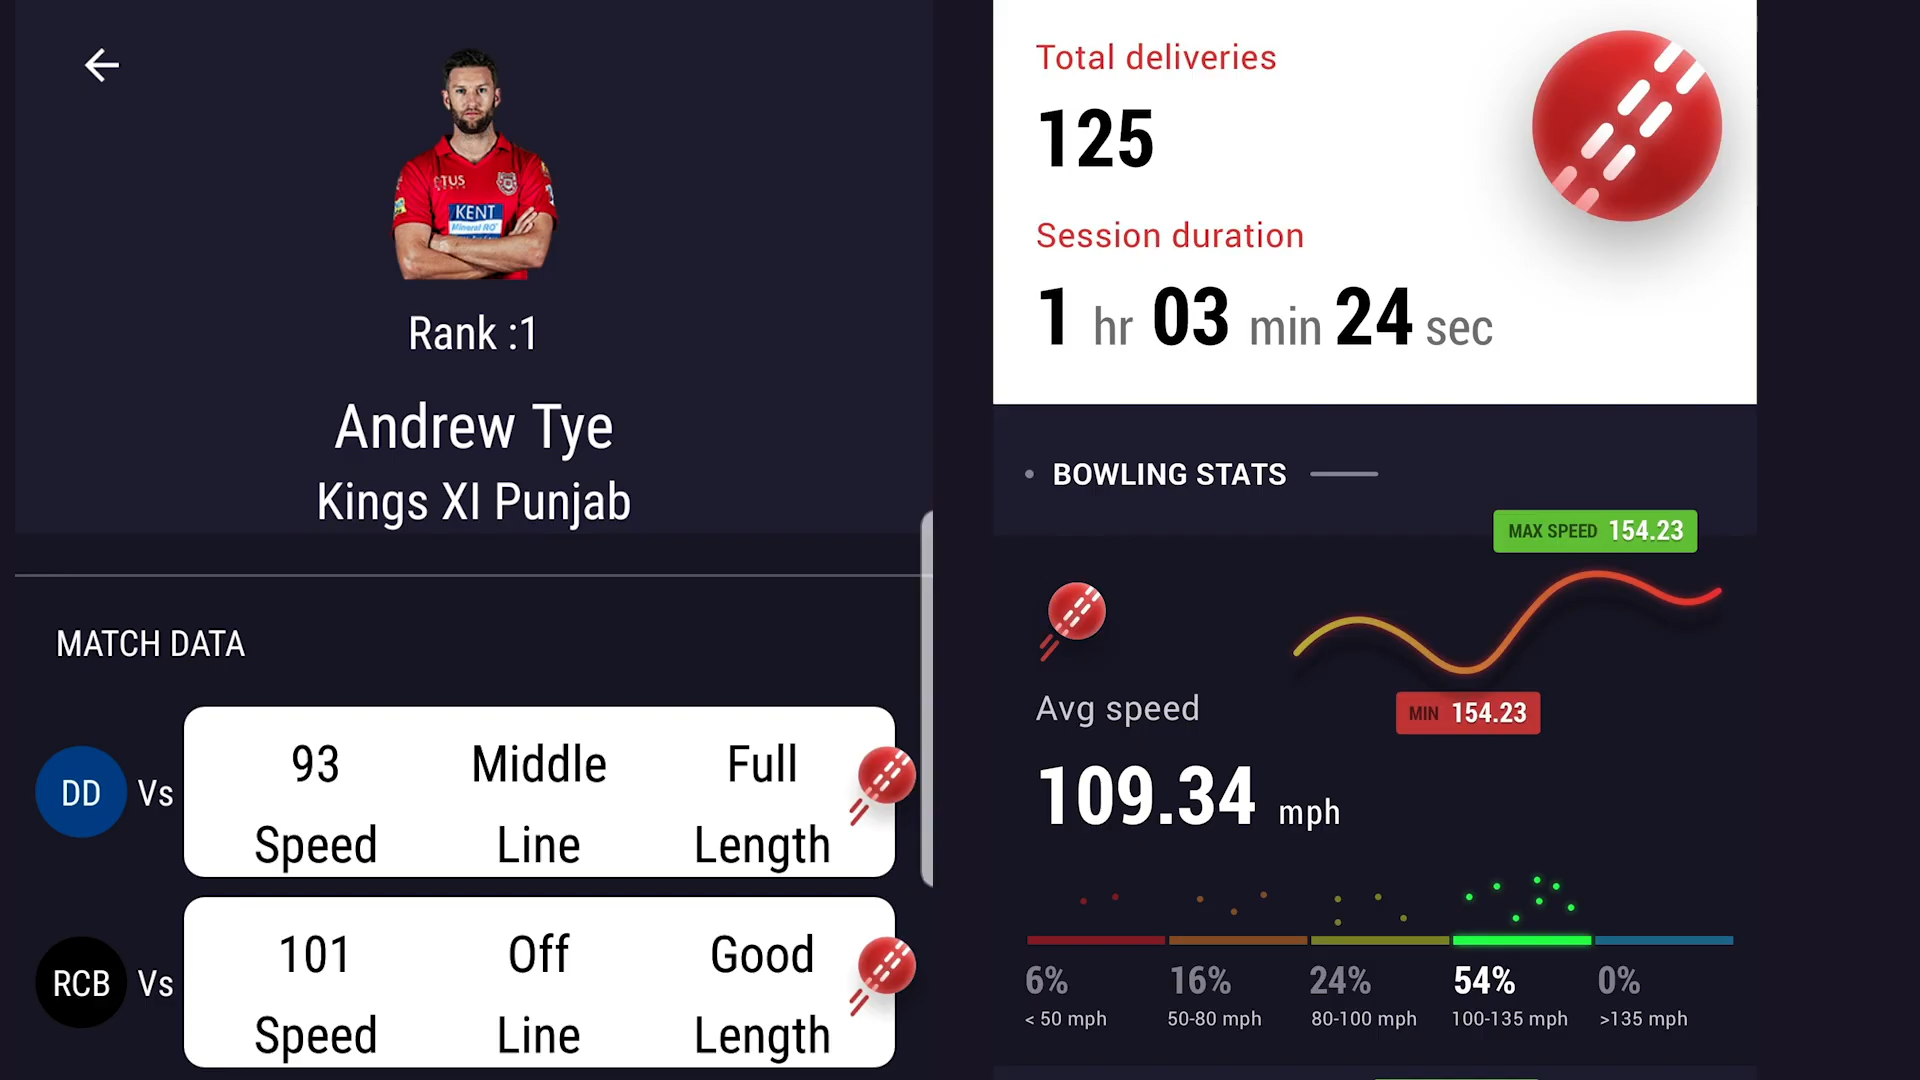 KENT
Mineral RO
Rank :1
Andrew Tye
Kings XI Punjab
MATCH DATA
DD Vs
93 Middle Full
Speed Line Length
RCB Vs
101 Off Good
Speed Line Length
Total deliveries
125
Session duration
1 hr 03 min 24 sec
BOWLING STATS
MAX SPEED 154.23
MIN 154.23
Avg speed
109.34 mph
6% 16% 24% 54% 0%
< 50 mph 50-80 mph 80-100 mph 100-135 mph >135 mph